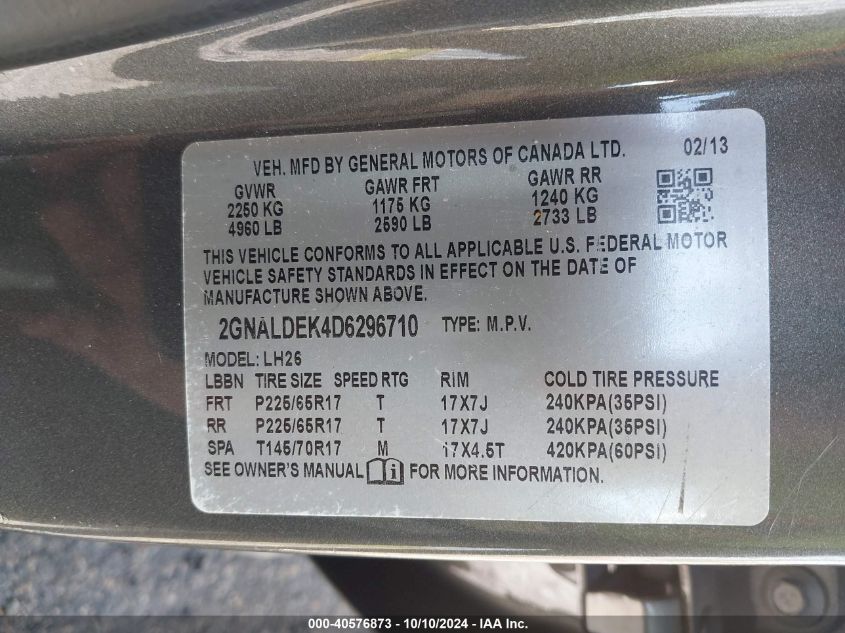 VEH. MFD BY GENERAL MOTORS OF CANADA LTD. 02/13
GVWR GAWR FRT GAWR RR
2250 KG 1175 KG 1240 KG
4960 LB 2590 LB 2733 LB
THIS VEHICLE CONFORMS TO ALL APPLICABLE U.S. FEDERAL MOTOR
VEHICLE SAFETY STANDARDS IN EFFECT ON THE DATE OF
MANUFACTURE SHOWN ABOVE.
2GNALDEK4D6296710 TYPE: M.P.V.
MODEL: LH26
LBBN TIRE SIZE SPEED RTG RIM COLD TIRE PRESSURE
FRT P225/65R17 T 17X7J 240KPA(35PSI)
RR P225/65R17 T 17X7J 240KPA(35PSI)
SPA T145/70R17 M 17X4.5T 420KPA(60PSI)
SEE OWNER'S MANUAL i FOR MORE INFORMATION.
000-40576873 - 10/10/2024 - IAA Inc.